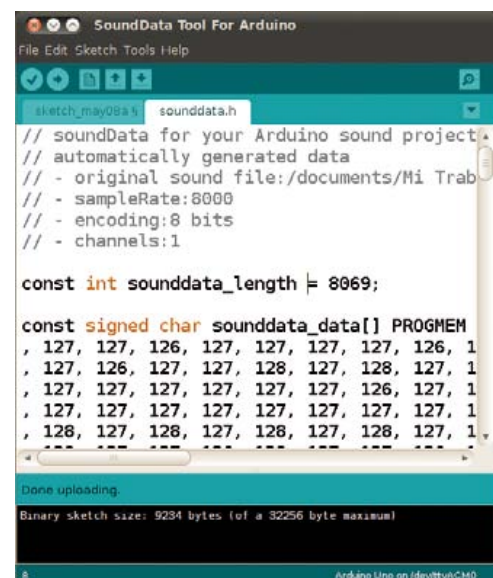 SoundData Tool For Arduino
File Edit Sketch Tools Help
sketch_may08a §
sounddata.h
// soundData for your Arduino sound project
// automatically generated data
// - original sound file:/documents/Mi Trab
// - sampleRate:8000
// - encoding:8 bits
// - channels:1
const int sounddata_length = 8069;
const signed char sounddata_data[] PROGMEM
, 127, 127, 126, 127, 127, 127, 127, 126, 1
, 127, 126, 127, 127, 128, 127, 128, 127, 1
, 127, 127, 127, 127, 127, 126, 127, 1
, 127, 127, 127, 127, 127, 127, 127, 127, 1
, 128, 127, 128, 127, 128, 127, 128, 127, 1
Done uploading.
Binary sketch size: 9234 bytes (of a 32256 byte maximum)
8
Arduino Uno on /dev/ttyACM0